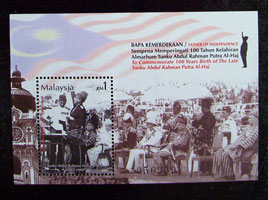 BAPA KEMERDEKAAN / FATHER OF INDEPENDENCE
Sempena Memperingati 100 Tahun Kelahiran
Almarhum Tunku Abdul Rahman Putra Al-Haj
To Commemorate 100 Years Birth of The Late
Tunku Abdul Rahman Putra Al-Haj
Malaysia
RM1